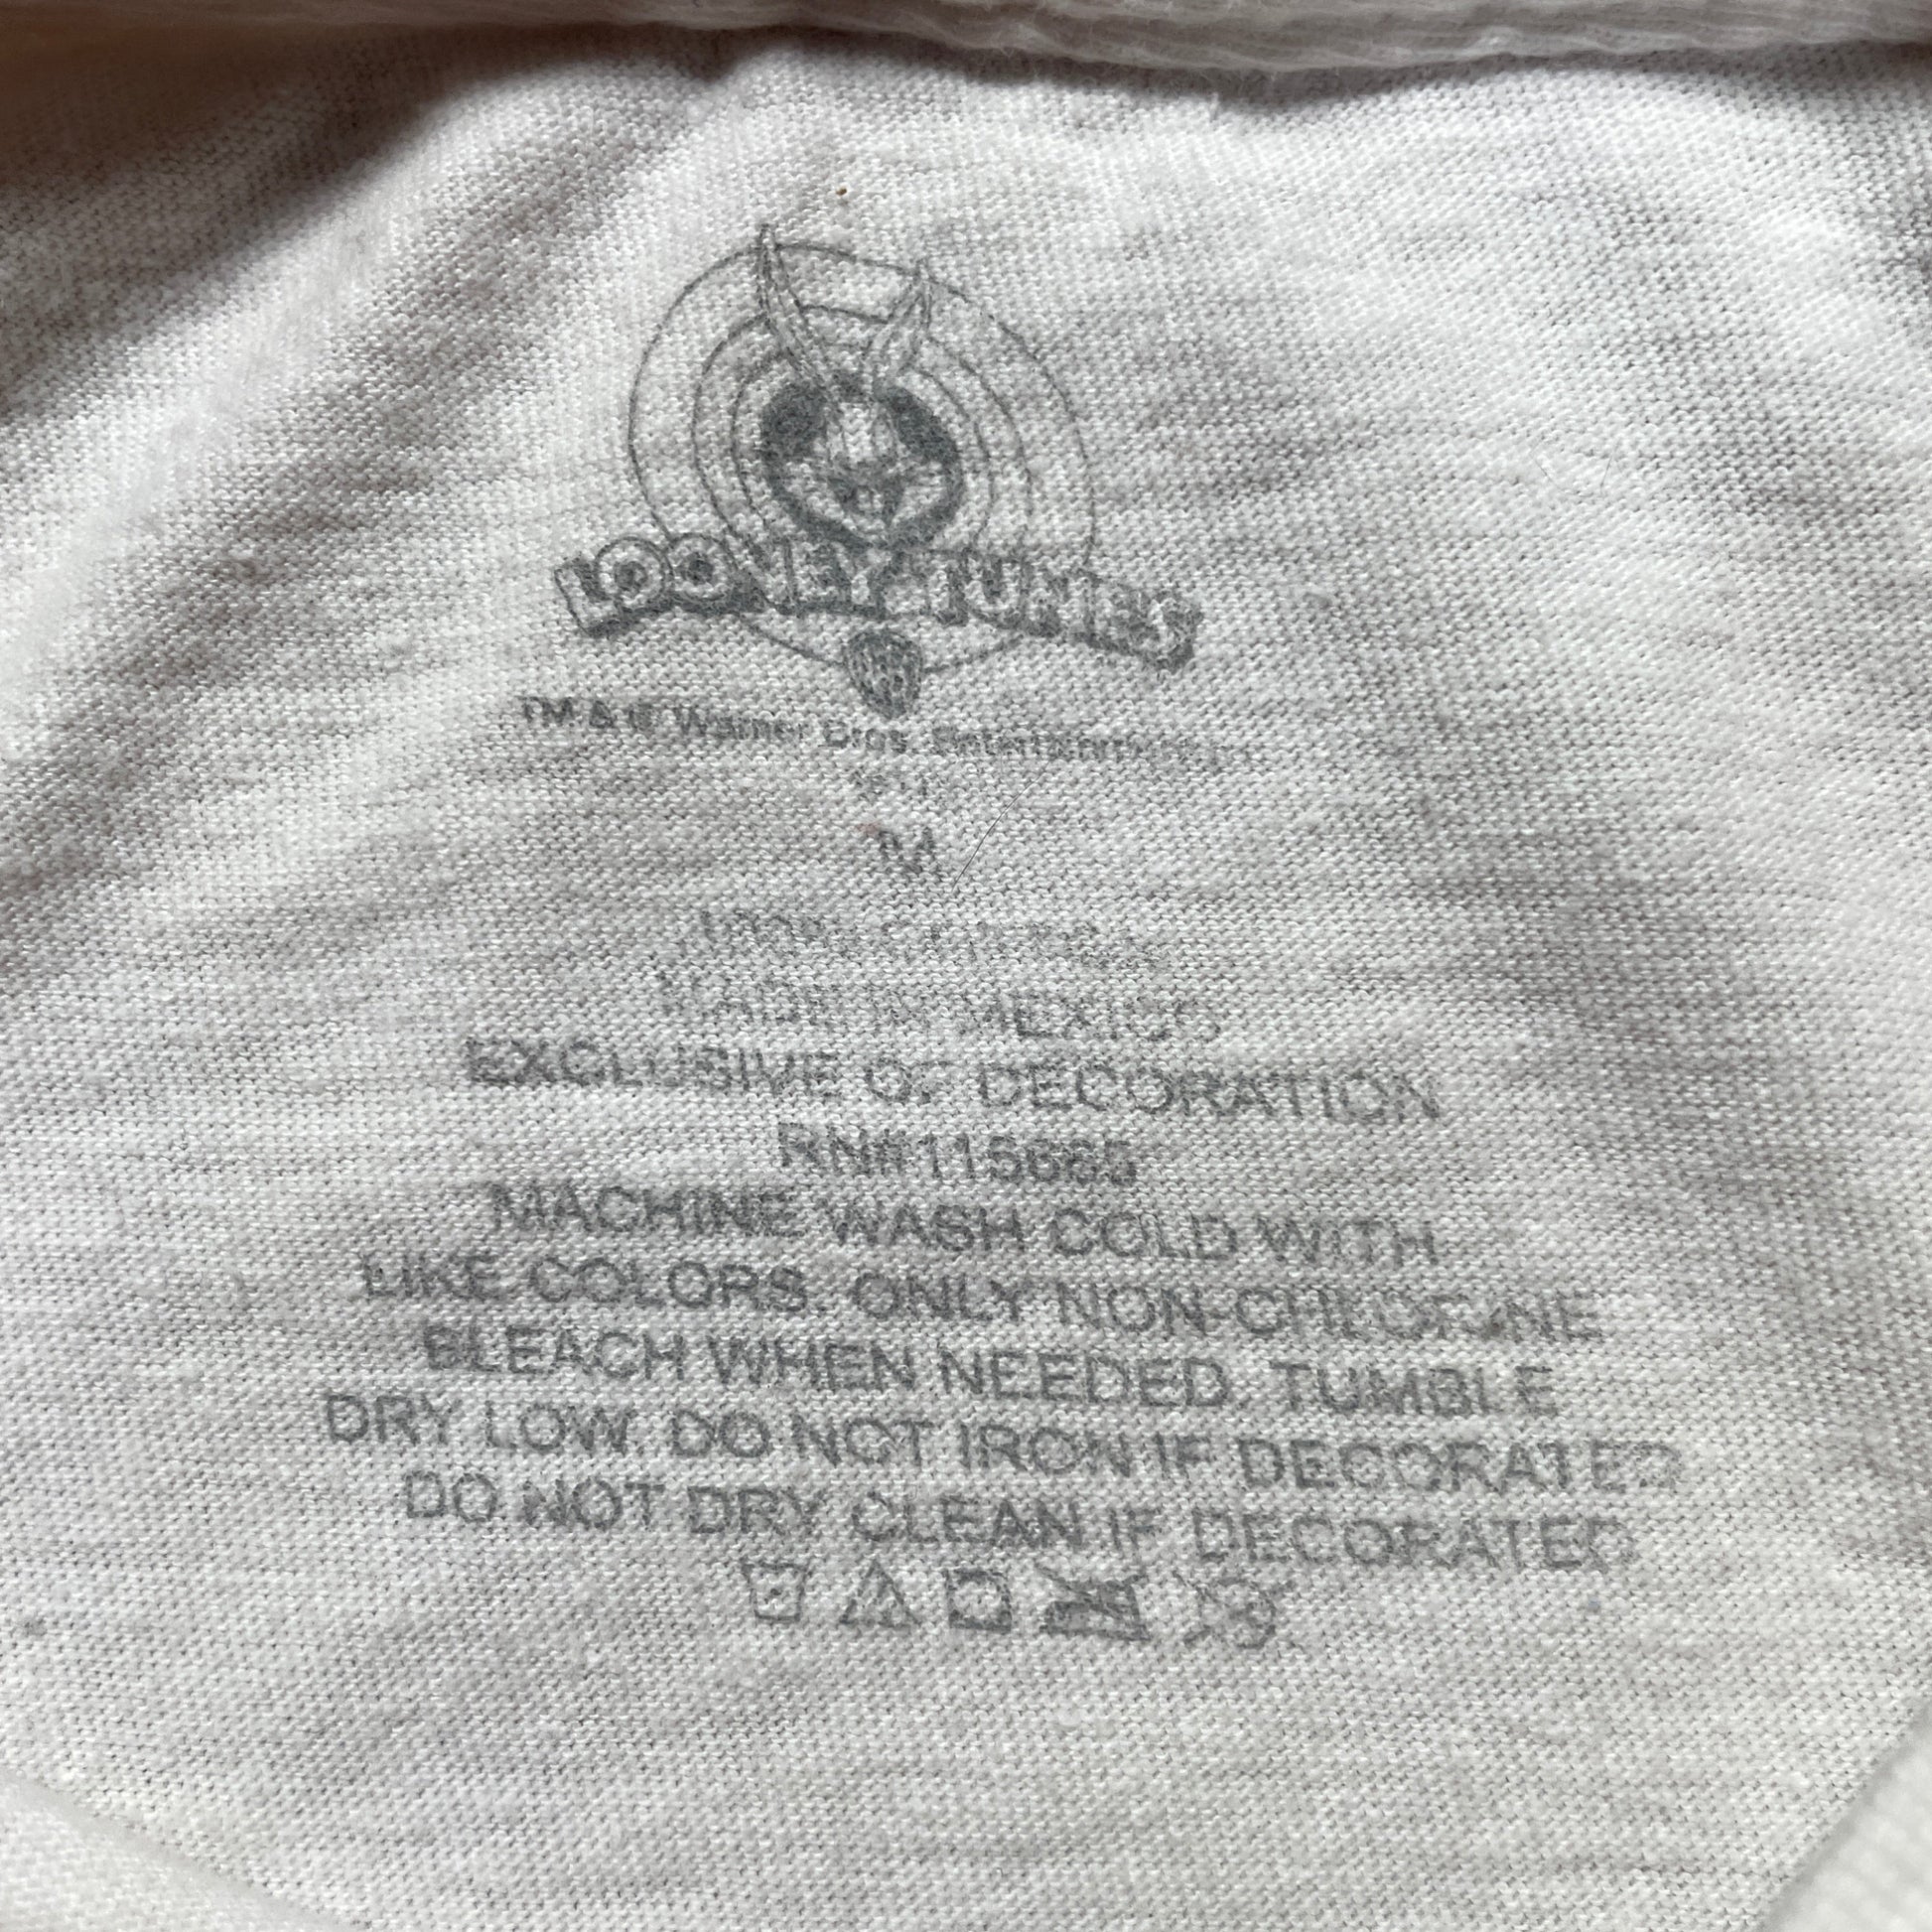 LOONEY TUNES
TM & © Warner Bros. Entertainment
M
MADE IN MEXICO
EXCLUSIVE OF DECORATION
RN#115665
MACHINE WASH COLD WITH
LIKE COLORS. ONLY NON-CHLORINE
BLEACH WHEN NEEDED. TUMBLE
DRY LOW. DO NOT IRON IF DECORATED
DO NOT DRY CLEAN IF DECORATED